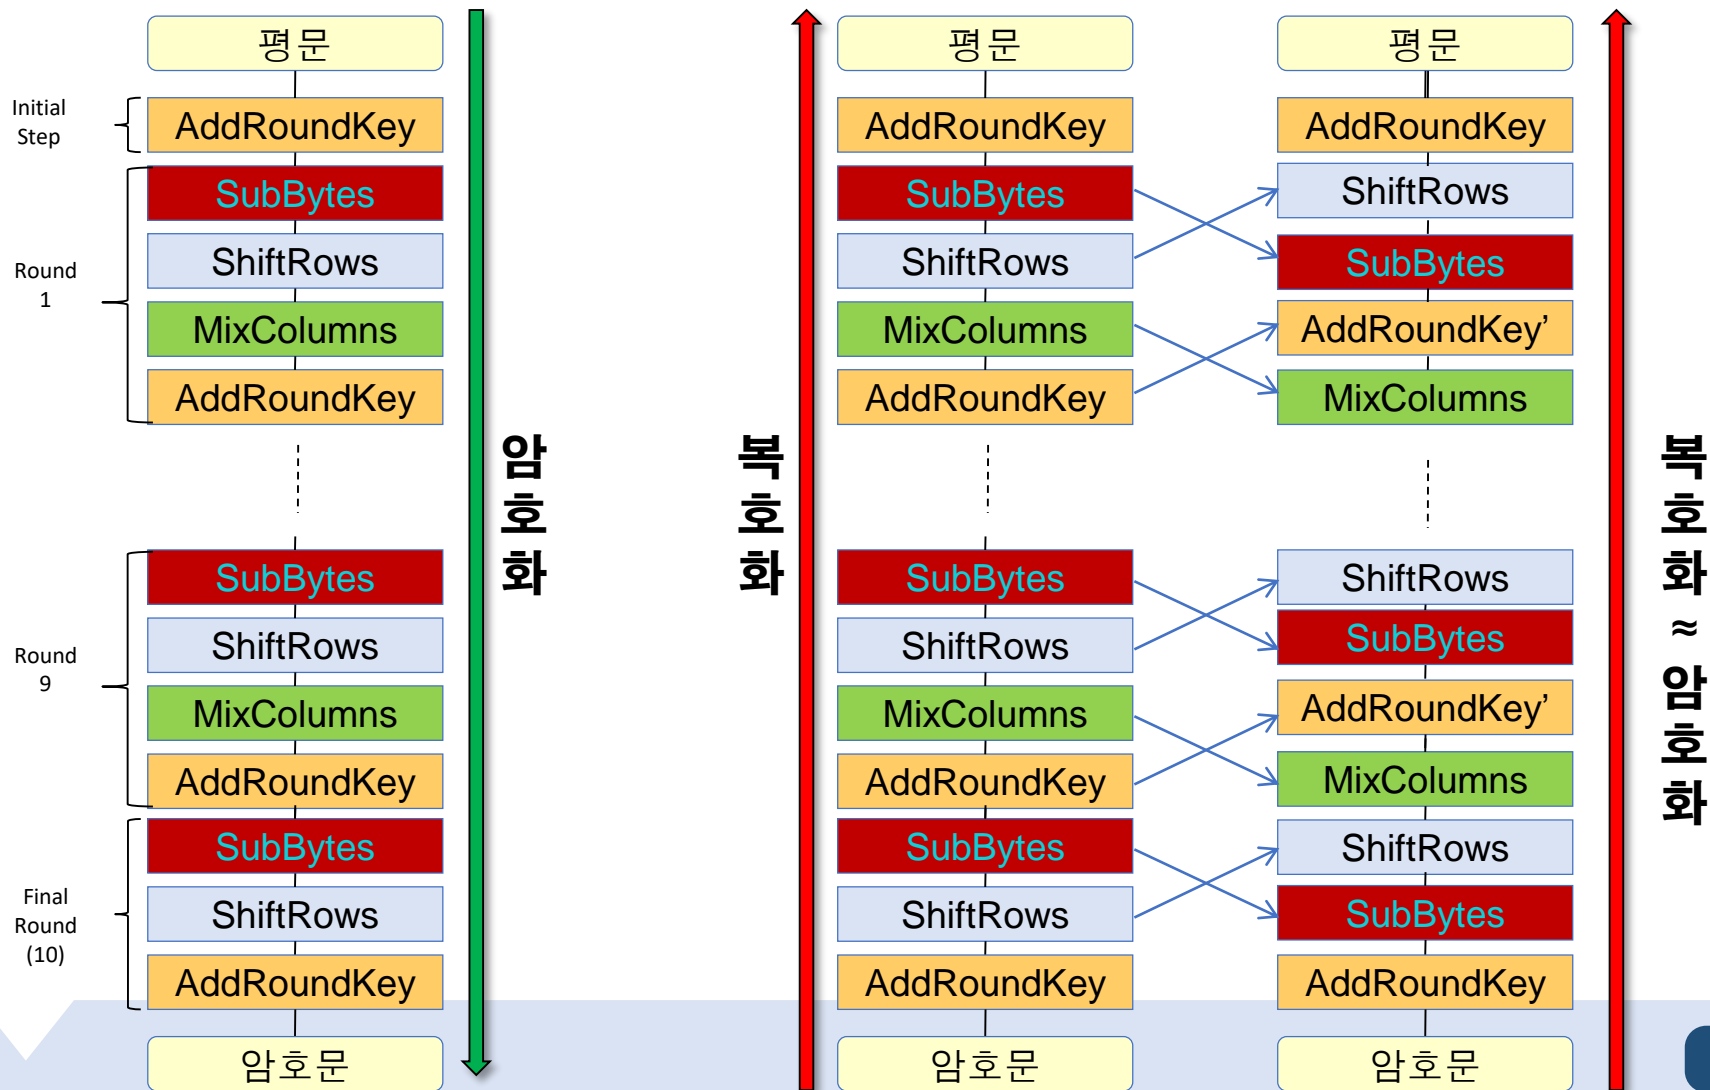 평문
Initial
Step
AddRoundKey
Round
1
SubBytes
ShiftRows
MixColumns
AddRoundKey
Round
9
SubBytes
ShiftRows
MixColumns
AddRoundKey
Final
Round
(10)
SubBytes
ShiftRows
AddRoundKey
암호문
암호화
복호화
평문
AddRoundKey
SubBytes
ShiftRows
MixColumns
AddRoundKey
SubBytes
ShiftRows
MixColumns
AddRoundKey
SubBytes
ShiftRows
AddRoundKey
암호문
평문
AddRoundKey
ShiftRows
SubBytes
AddRoundKey’
MixColumns
ShiftRows
SubBytes
AddRoundKey’
MixColumns
ShiftRows
SubBytes
AddRoundKey
암호문
복호화 ≈ 암호화